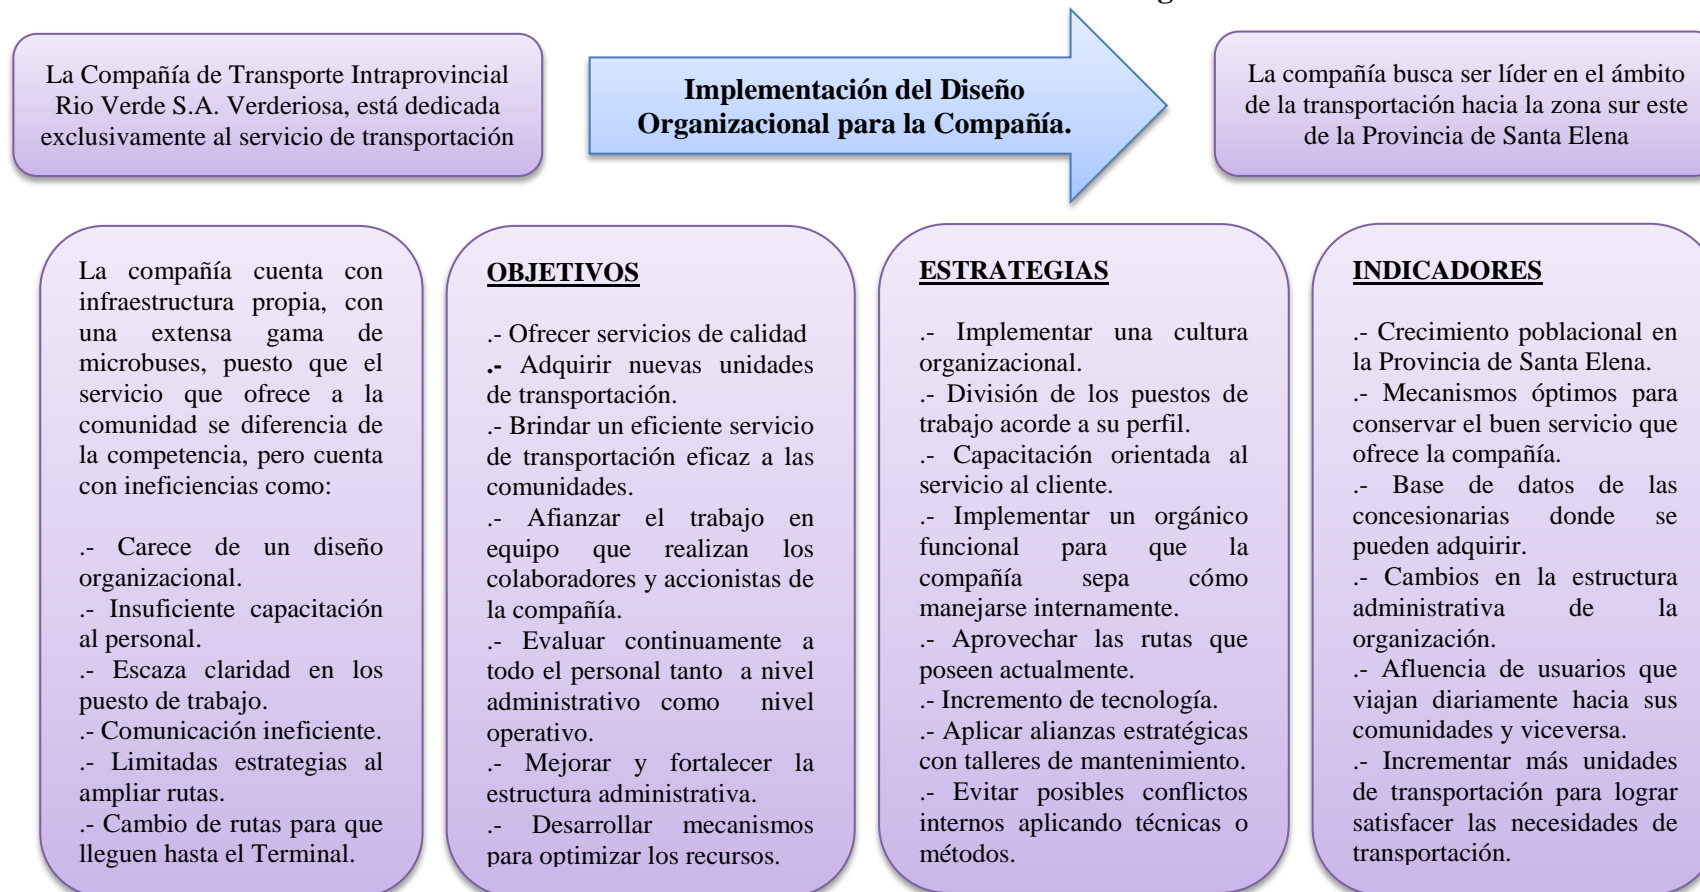 La Compañía de Transporte Intraprovincial
Rio Verde S.A. Verderiosa, está dedicada
exclusivamente al servicio de transportación
Implementación del Diseño
Organizacional para la Compañía.
La compañía busca ser líder en el ámbito
de la transportación hacia la zona sur este
de la Provincia de Santa Elena
La compañía cuenta con
infraestructura propia, con
una extensa gama de
microbuses, puesto que el
servicio que ofrece a la
comunidad se diferencia de
la competencia, pero cuenta
con ineficiencias como:
.- Carece de un diseño
organizacional.
.- Insuficiente capacitación
al personal.
.- Escaza claridad en los
puesto de trabajo.
.- Comunicación ineficiente.
.- Limitadas estrategias al
ampliar rutas.
.- Cambio de rutas para que
lleguen hasta el Terminal.
OBJETIVOS
.- Ofrecer servicios de calidad
.- Adquirir nuevas unidades
de transportación.
.- Brindar un eficiente servicio
de transportación eficaz a las
comunidades.
.- Afianzar el trabajo en
equipo que realizan los
colaboradores y accionistas de
la compañía.
.- Evaluar continuamente a
todo el personal tanto a nivel
administrativo como nivel
operativo.
.- Mejorar y fortalecer la
estructura administrativa.
.- Desarrollar mecanismos
para optimizar los recursos.
ESTRATEGIAS
.- Implementar una cultura
organizacional.
.- División de los puestos de
trabajo acorde a su perfil.
.- Capacitación orientada al
servicio al cliente.
.- Implementar un orgánico
funcional para que la
compañía sepa cómo
manejarse internamente.
.- Aprovechar las rutas que
poseen actualmente.
.- Incremento de tecnología.
.- Aplicar alianzas estratégicas
con talleres de mantenimiento.
.- Evitar posibles conflictos
internos aplicando técnicas o
métodos.
INDICADORES
.- Crecimiento poblacional en
la Provincia de Santa Elena.
.- Mecanismos óptimos para
conservar el buen servicio que
ofrece la compañía.
.- Base de datos de las
concesionarias donde se
pueden adquirir.
.- Cambios en la estructura
administrativa de la
organización.
.- Afluencia de usuarios que
viajan diariamente hacia sus
comunidades y viceversa.
.- Incrementar más unidades
de transportación para lograr
satisfacer las necesidades de
transportación.